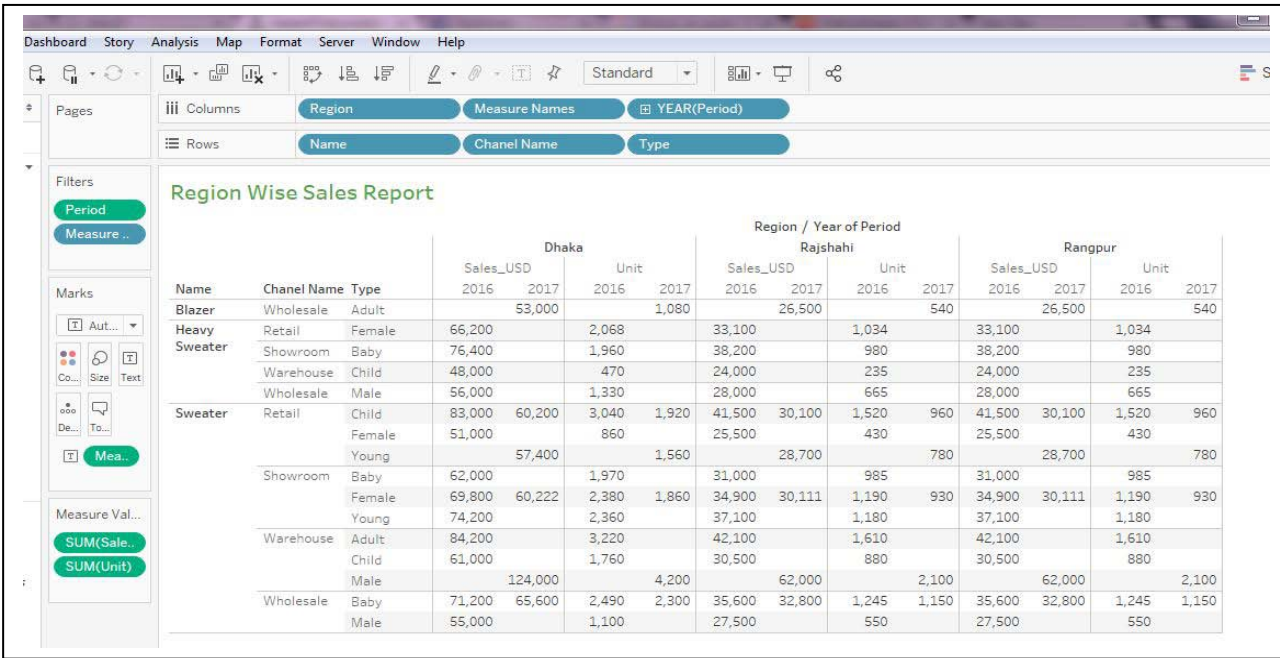 Dashboard Story Analysis Map Format Server Window Help
Standard
Pages
iii Columns Region Measure Names YEAR(Period)
Rows Name Chanel Name Type
Filters
Period
Measure ..
Region Wise Sales Report
Region / Year of Period
Dhaka Rajshahi Rangpur
Sales_USD Unit Sales_USD Unit Sales_USD Unit
Marks
Name Chanel Name Type 2016 2017 2016 2017 2016 2017 2016 2017 2016 2017 2016 2017
Blazer Wholesale Adult 53,000 1,080 26,500 540 26,500 540
T Aut...
Heavy Sweater Retail Female 66,200 2,068 33,100 1,034 33,100 1,034
Showroom Baby 76,400 1,960 38,200 980 38,200 980
Co... Size Text
Warehouse Child 48,000 470 24,000 235 24,000 235
Wholesale Male 56,000 1,330 28,000 665 28,000 665
Sweater Retail Child 83,000 60,200 3,040 1,920 41,500 30,100 1,520 960 41,500 30,100 1,520 960
De... To...
Female 51,000 860 25,500 430 25,500 430
T Mea..
Young 57,400 1,560 28,700 780 28,700 780
Showroom Baby 62,000 1,970 31,000 985 31,000 985
Female 69,800 60,222 2,380 1,860 34,900 30,111 1,190 930 34,900 30,111 1,190 930
Measure Val...
Young 74,200 2,360 37,100 1,180 37,100 1,180
SUM(Sale..
Warehouse Adult 84,200 3,220 42,100 1,610 42,100 1,610
SUM(Unit)
Child 61,000 1,760 30,500 880 30,500 880
Male 124,000 4,200 62,000 2,100 62,000 2,100
Wholesale Baby 71,200 65,600 2,490 2,300 35,600 32,800 1,245 1,150 35,600 32,800 1,245 1,150
Male 55,000 1,100 27,500 550 27,500 550